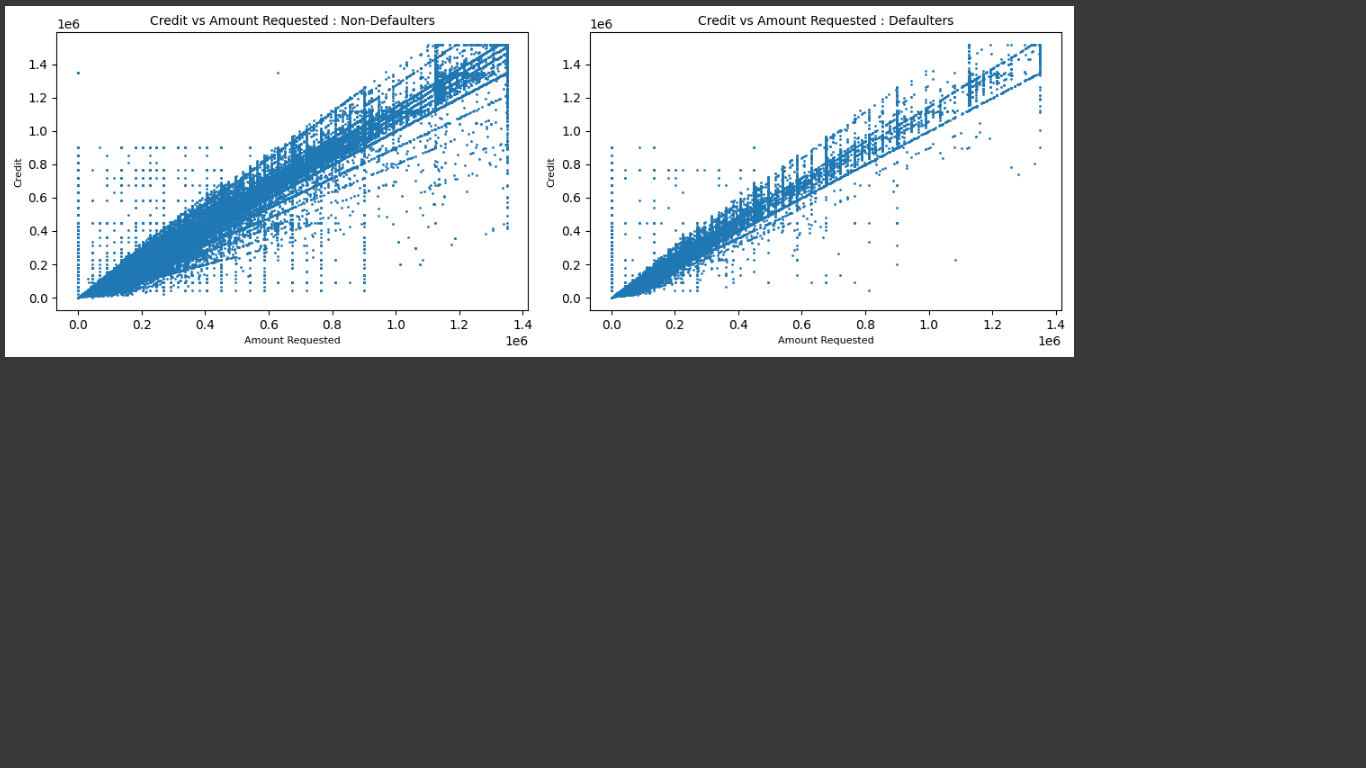 Credit vs Amount Requested : Non-Defaulters
1e6
1.4
1.2
1.0
0.8
0.6
0.4
0.2
0.0
Credit
0.0 0.2 0.4 0.6 0.8 1.0 1.2 1.4
Amount Requested
1e6
Credit vs Amount Requested : Defaulters
1e6
1.4
1.2
1.0
0.8
0.6
0.4
0.2
0.0
Credit
0.0 0.2 0.4 0.6 0.8 1.0 1.2 1.4
Amount Requested
1e6